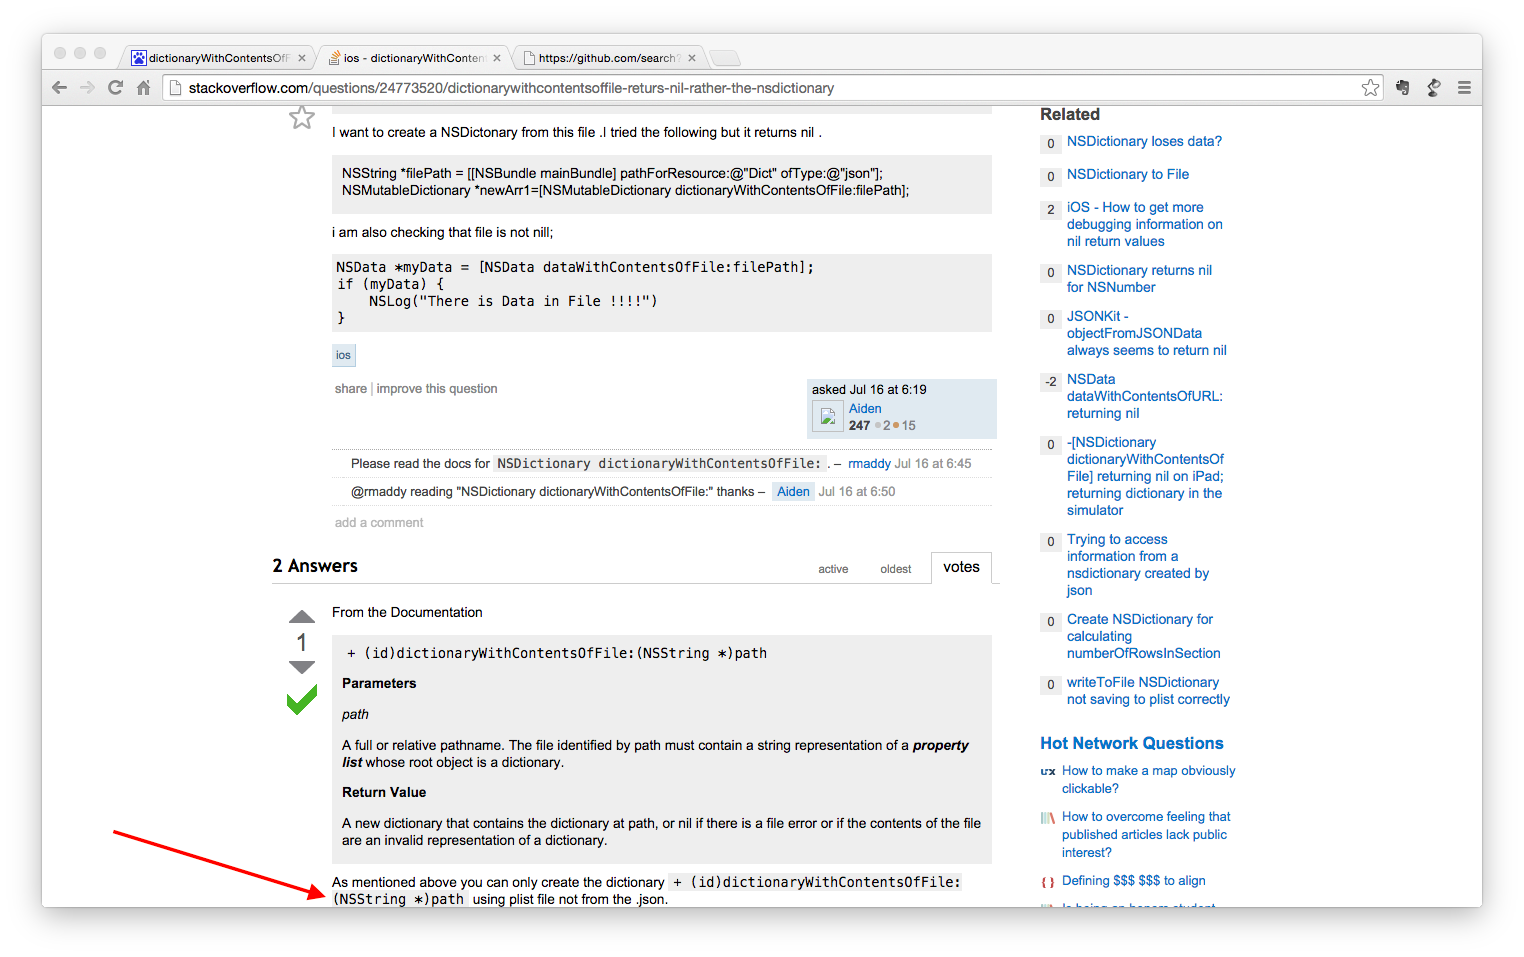 dictionaryWithContentsOfF
ios - dictionaryWithConten
https://github.com/search?
stackoverflow.com/questions/24773520/dictionarywithcontentsoffile-returs-nil-rather-the-nsdictionary
I want to create a NSDictonary from this file .I tried the following but it returns nil .
NSString *filePath = [[NSBundle mainBundle] pathForResource:@"Dict" ofType:@"json"];
NSMutableDictionary *newArr1=[NSMutableDictionary dictionaryWithContentsOfFile:filePath];
i am also checking that file is not nill;
NSData *myData = [NSData dataWithContentsOfFile:filePath];
if (myData) {
NSLog("There is Data in File !!!!")
}
ios
share | improve this question
asked Jul 16 at 6:19
Aiden
247 2 15
Please read the docs for NSDictionary dictionaryWithContentsOfFile: . – rmaddy Jul 16 at 6:45
@rmaddy reading "NSDictionary dictionaryWithContentsOfFile:" thanks – Aiden Jul 16 at 6:50
add a comment
2 Answers
active oldest votes
1
From the Documentation
+ (id)dictionaryWithContentsOfFile:(NSString *)path
Parameters
path
A full or relative pathname. The file identified by path must contain a string representation of a property
list whose root object is a dictionary.
Return Value
A new dictionary that contains the dictionary at path, or nil if there is a file error or if the contents of the file
are an invalid representation of a dictionary.
As mentioned above you can only create the dictionary + (id)dictionaryWithContentsOfFile:
(NSString *)path using plist file not from the .json.
Related
0 NSDictionary loses data?
0 NSDictionary to File
2 iOS - How to get more
debugging information on
nil return values
0 NSDictionary returns nil
for NSNumber
0 JSONKit -
objectFromJSONData
always seems to return nil
-2 NSData
dataWithContentsOfURL:
returning nil
0 -[NSDictionary
dictionaryWithContentsOf
File] returning nil on iPad;
returning dictionary in the
simulator
0 Trying to access
information from a
nsdictionary created by
json
0 Create NSDictionary for
calculating
numberOfRowsInSection
0 writeToFile NSDictionary
not saving to plist correctly
Hot Network Questions
How to make a map obviously
clickable?
How to overcome feeling that
published articles lack public
interest?
Defining $$$ $$$ to align